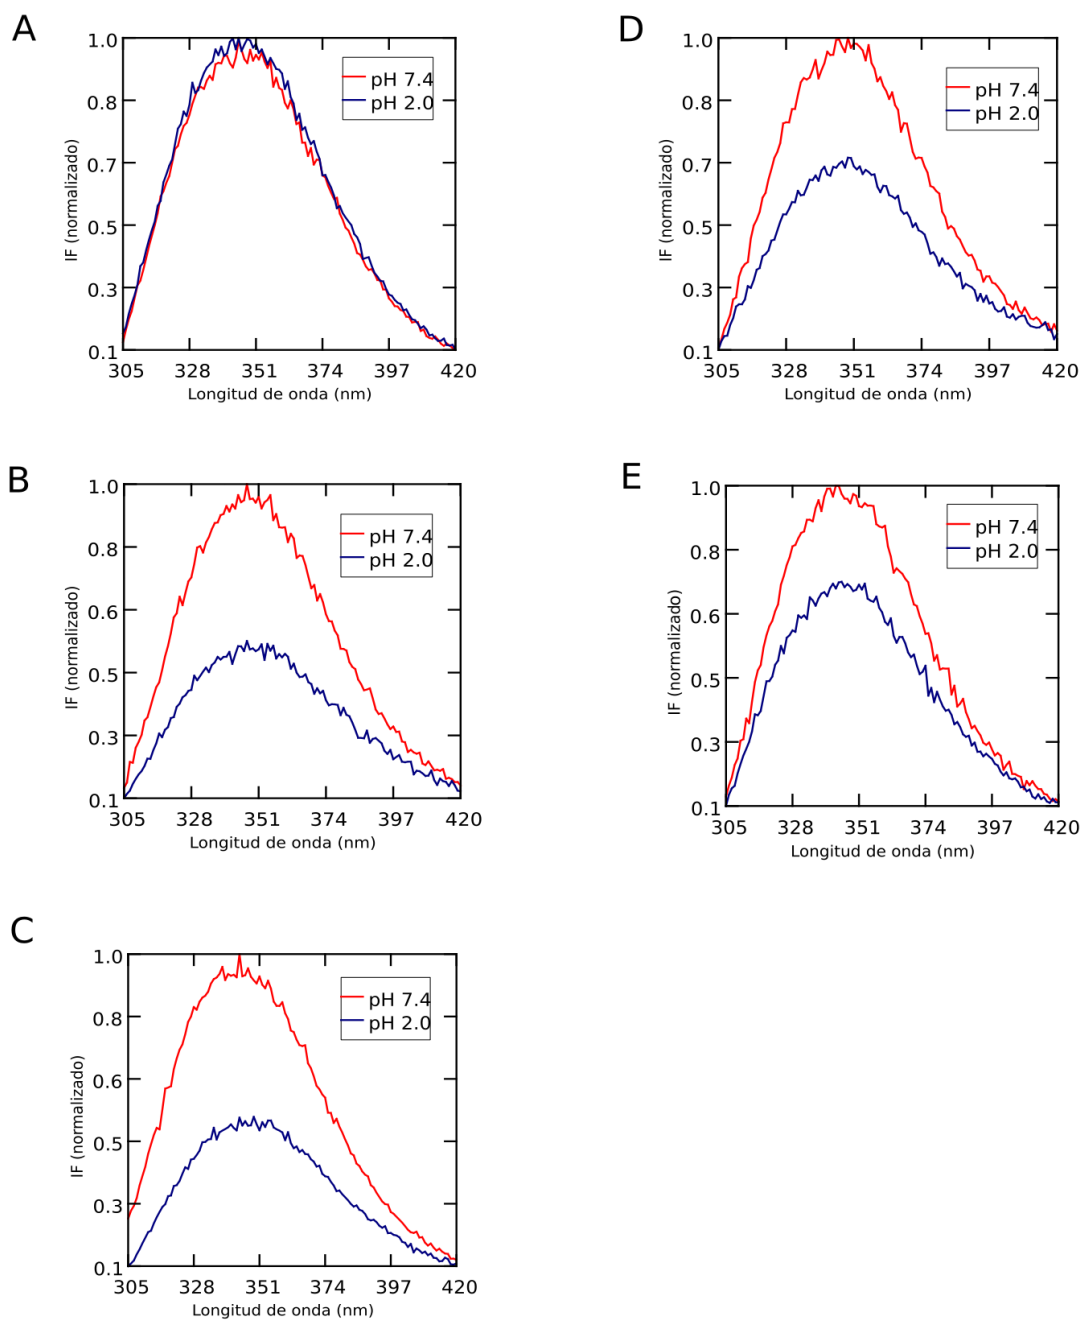 A
1.0
0.8
0.7
0.5
0.3
0.1
IF (normalizado)
pH 7.4
pH 2.0
305 328 351 374 397 420
Longitud de onda (nm)
D
1.0
0.8
0.7
0.5
0.3
0.1
IF (normalizado)
pH 7.4
pH 2.0
305 328 351 374 397 420
Longitud de onda (nm)
B
1.0
0.8
0.6
0.5
0.3
0.1
IF (normalizado)
pH 7.4
pH 2.0
305 328 351 374 397 420
Longitud de onda (nm)
E
1.0
0.8
0.6
0.5
0.3
0.1
IF (normalizado)
pH 7.4
pH 2.0
305 328 351 374 397 420
Longitud de onda (nm)
C
1.0
0.8
0.6
0.5
0.3
0.1
IF (normalizado)
pH 7.4
pH 2.0
305 328 351 374 397 420
Longitud de onda (nm)